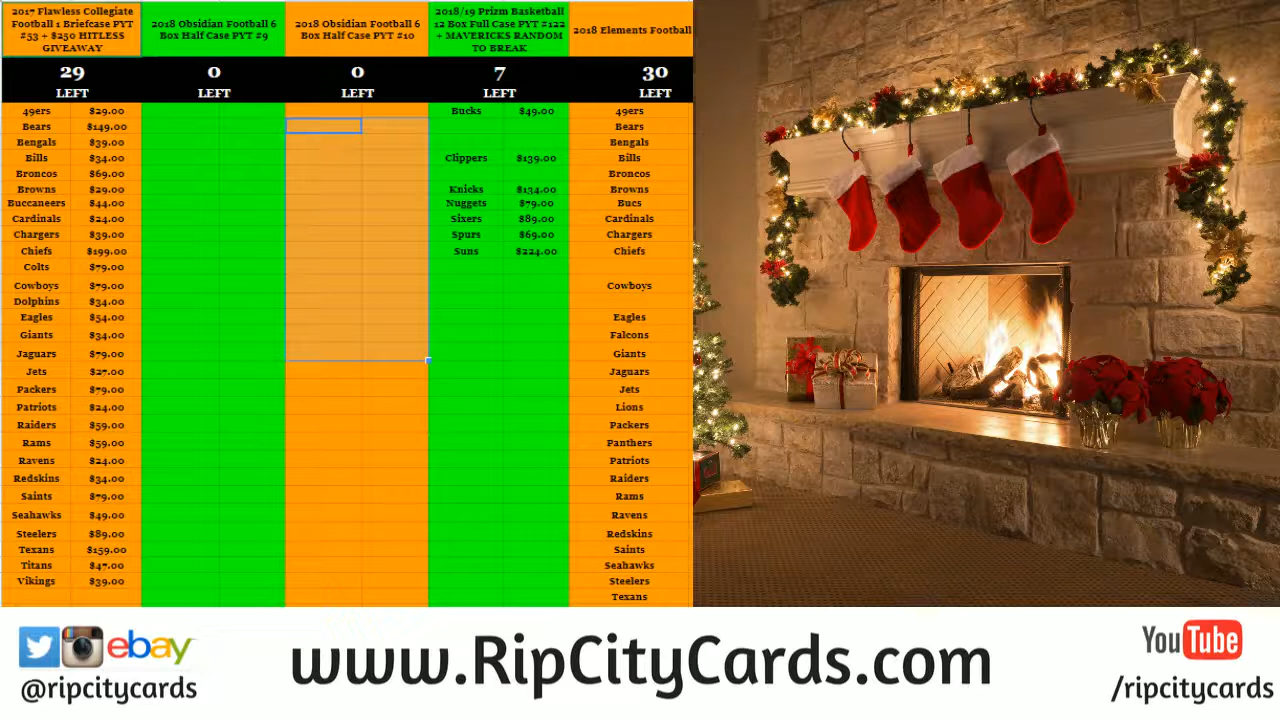 2017 Flawless Collegiate
Football 1 Briefcase PYT
#53 + $250 HITLESS
GIVEAWAY
29
LEFT
49ers $29.00
Bears $149.00
Bengals $39.00
Bills $34.00
Broncos $69.00
Browns $29.00
Buccaneers $44.00
Cardinals $24.00
Chargers $39.00
Chiefs $199.00
Colts $79.00
Cowboys $79.00
Dolphins $34.00
Eagles $54.00
Giants $34.00
Jaguars $79.00
Jets $27.00
Packers $79.00
Patriots $24.00
Raiders $59.00
Rams $59.00
Ravens $24.00
Redskins $34.00
Saints $79.00
Seahawks $49.00
Steelers $89.00
Texans $159.00
Titans $47.00
Vikings $39.00
2018 Obsidian Football 6
Box Half Case PYT #9
0
LEFT
2018 Obsidian Football 6
Box Half Case PYT #10
0
LEFT
2018/19 Prizm Basketball
12 Box Full Case PYT #122
+ MAVERICKS RANDOM
TO BREAK
7
LEFT
Bucks $49.00
Clippers $139.00
Knicks $134.00
Nuggets $79.00
Sixers $89.00
Spurs $69.00
Suns $224.00
2018 Elements Football
30
LEFT
49ers
Bears
Bengals
Bills
Broncos
Browns
Bucs
Cardinals
Chargers
Chiefs
Cowboys
Eagles
Falcons
Giants
Jaguars
Jets
Lions
Packers
Panthers
Patriots
Raiders
Rams
Ravens
Redskins
Saints
Seahawks
Steelers
Texans
ebay
@ripcitycards
www.RipCityCards.com
YouTube
/ripcitycards